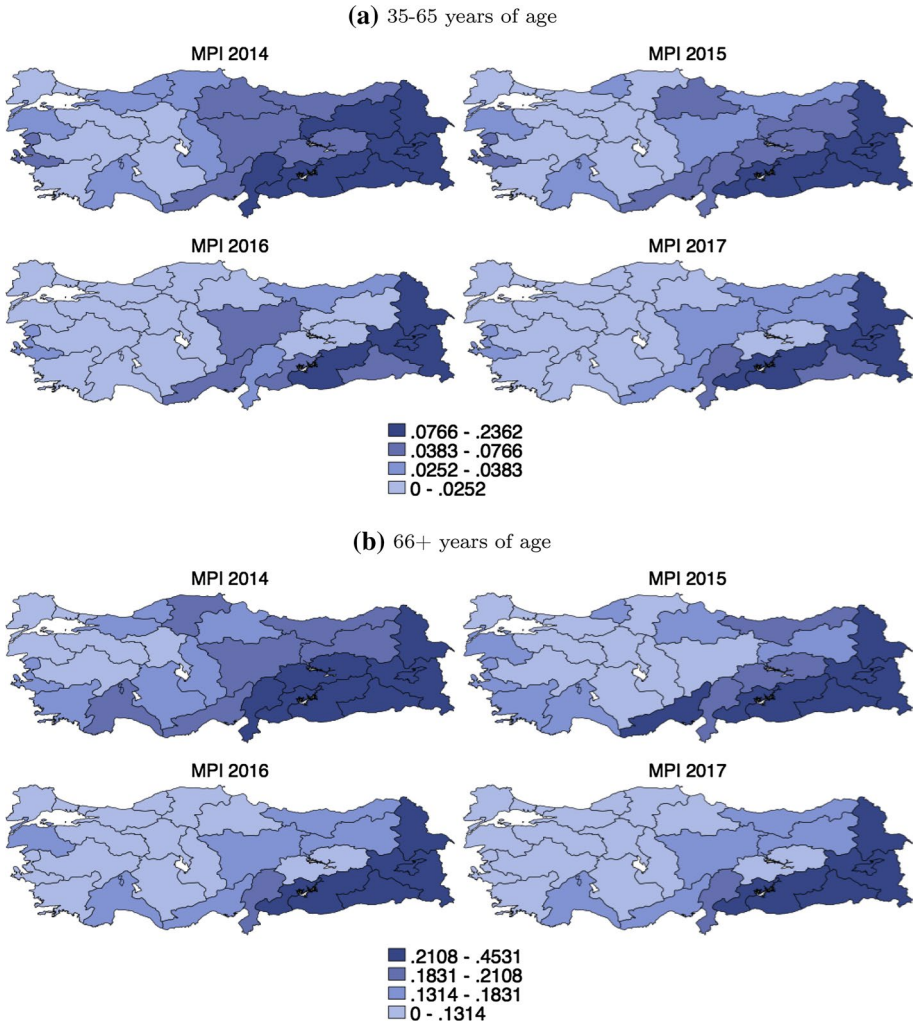 (a) 35-65 years of age
MPI 2014 MPI 2015
MPI 2016 MPI 2017
.0766 - .2362
.0383 - .0766
.0252 - .0383
0 - .0252
(b) 66+ years of age
MPI 2014 MPI 2015
MPI 2016 MPI 2017
.2108 - .4531
.1831 - .2108
.1314 - .1831
0 - .1314